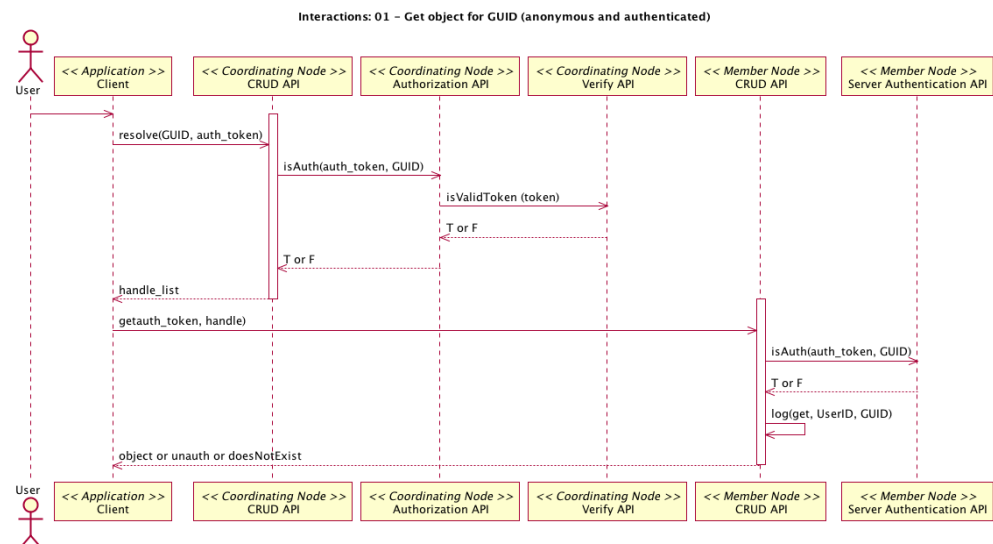 Interactions: 01 – Get object for GUID (anonymous and authenticated)
User
<< Application >>
Client
<< Coordinating Node >>
CRUD API
<< Coordinating Node >>
Authorization API
<< Coordinating Node >>
Verify API
<< Member Node >>
CRUD API
<< Member Node >>
Server Authentication API
resolve(GUID, auth_token)
isAuth(auth_token, GUID)
isValidToken (token)
T or F
T or F
handle_list
getauth_token, handle)
isAuth(auth_token, GUID)
T or F
log(get, UserID, GUID)
object or unauth or doesNotExist
User
<< Application >>
Client
<< Coordinating Node >>
CRUD API
<< Coordinating Node >>
Authorization API
<< Coordinating Node >>
Verify API
<< Member Node >>
CRUD API
<< Member Node >>
Server Authentication API